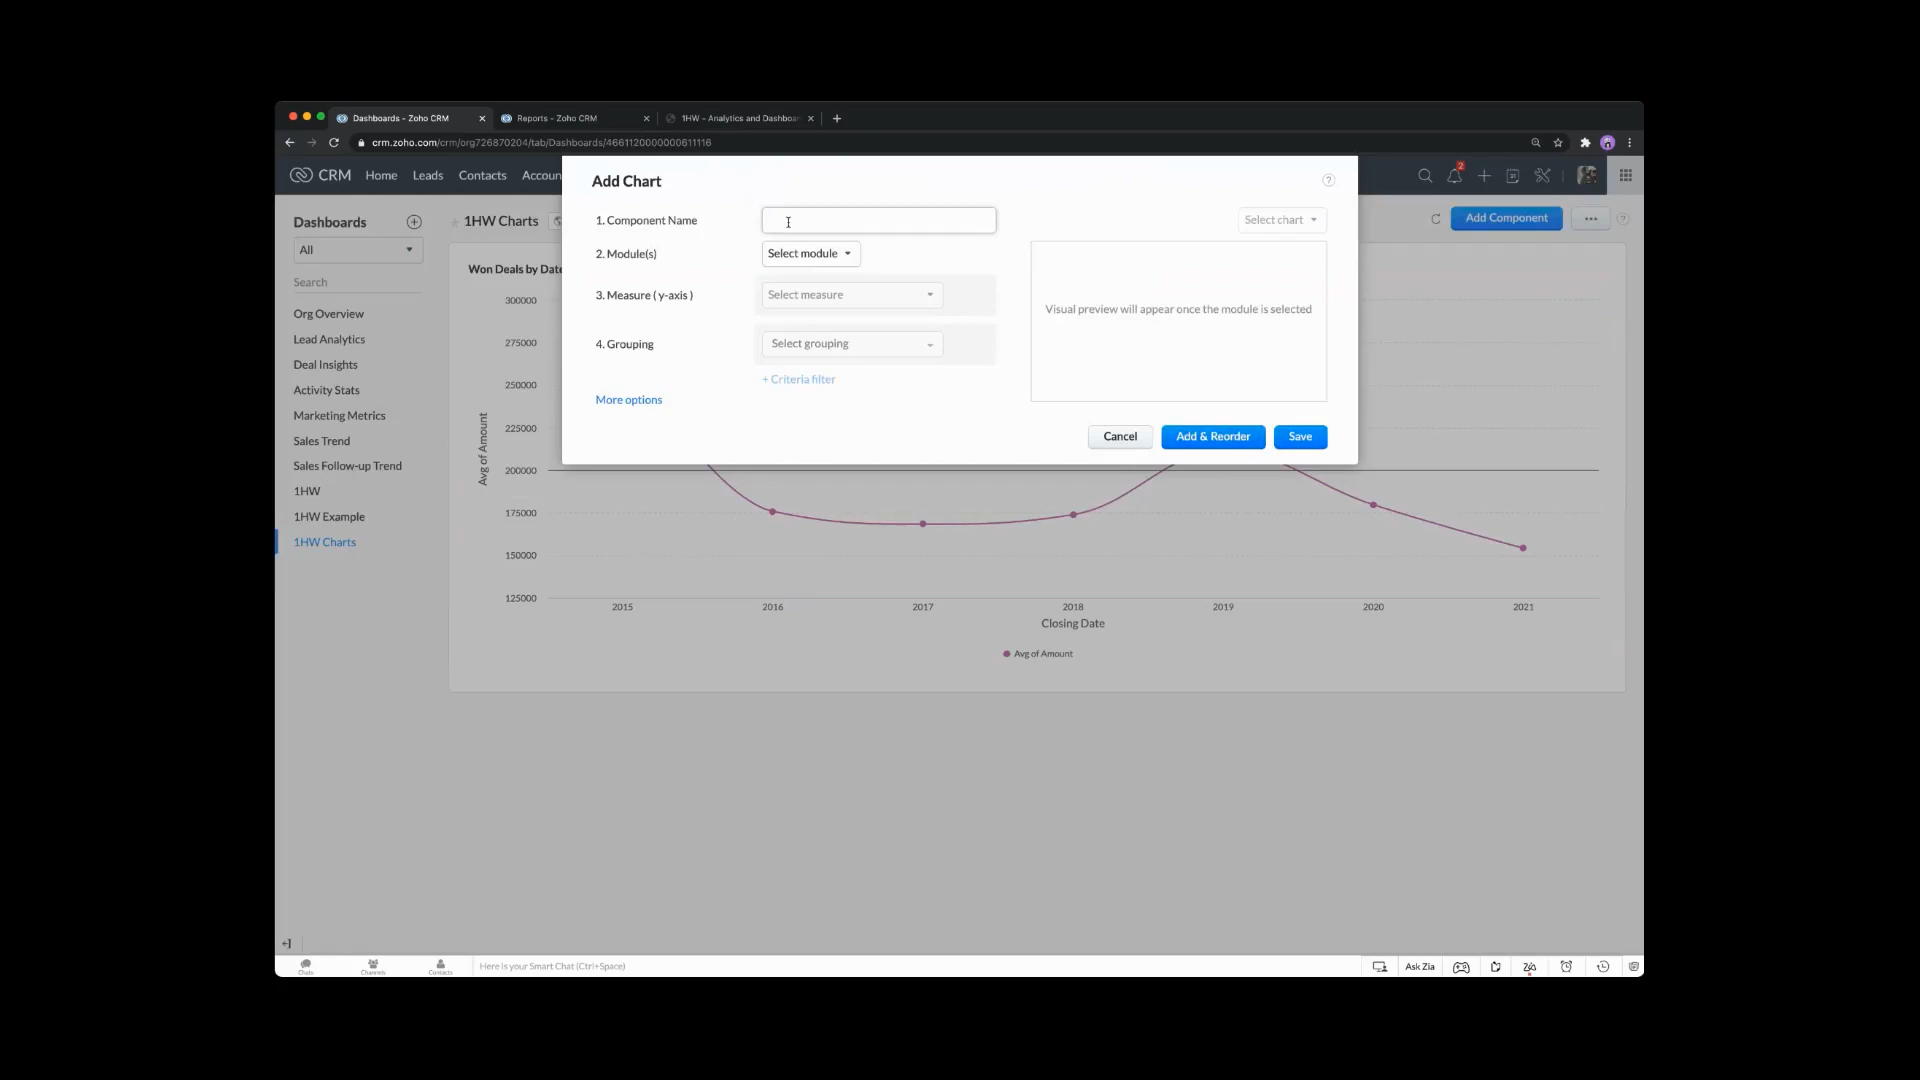 Dashboards - Zoho CRM
Reports - Zoho CRM
1HW - Analytics and Dashboar
crm.zoho.com/crm/org726870204/tab/Dashboards/4661120000000611116
CRM Home Leads Contacts Accoun
2
Add Chart
?
Dashboards
All
Search
Org Overview
Lead Analytics
Deal Insights
Activity Stats
Marketing Metrics
Sales Trend
Sales Follow-up Trend
1HW
1HW Example
1HW Charts
1HW Charts
Add Component
...
?
1. Component Name
Select chart
2. Module(s)
Select module
3. Measure ( y-axis )
Select measure
4. Grouping
Select grouping
+ Criteria filter
More options
Visual preview will appear once the module is selected
Cancel
Add & Reorder
Save
Won Deals by Date
300000
275000
250000
225000
200000
175000
150000
125000
Avg of Amount
2015 2016 2017 2018 2019 2020 2021
Closing Date
Avg of Amount
Chats
Channels
Contacts
Here is your Smart Chat (Ctrl+Space)
Ask Zia